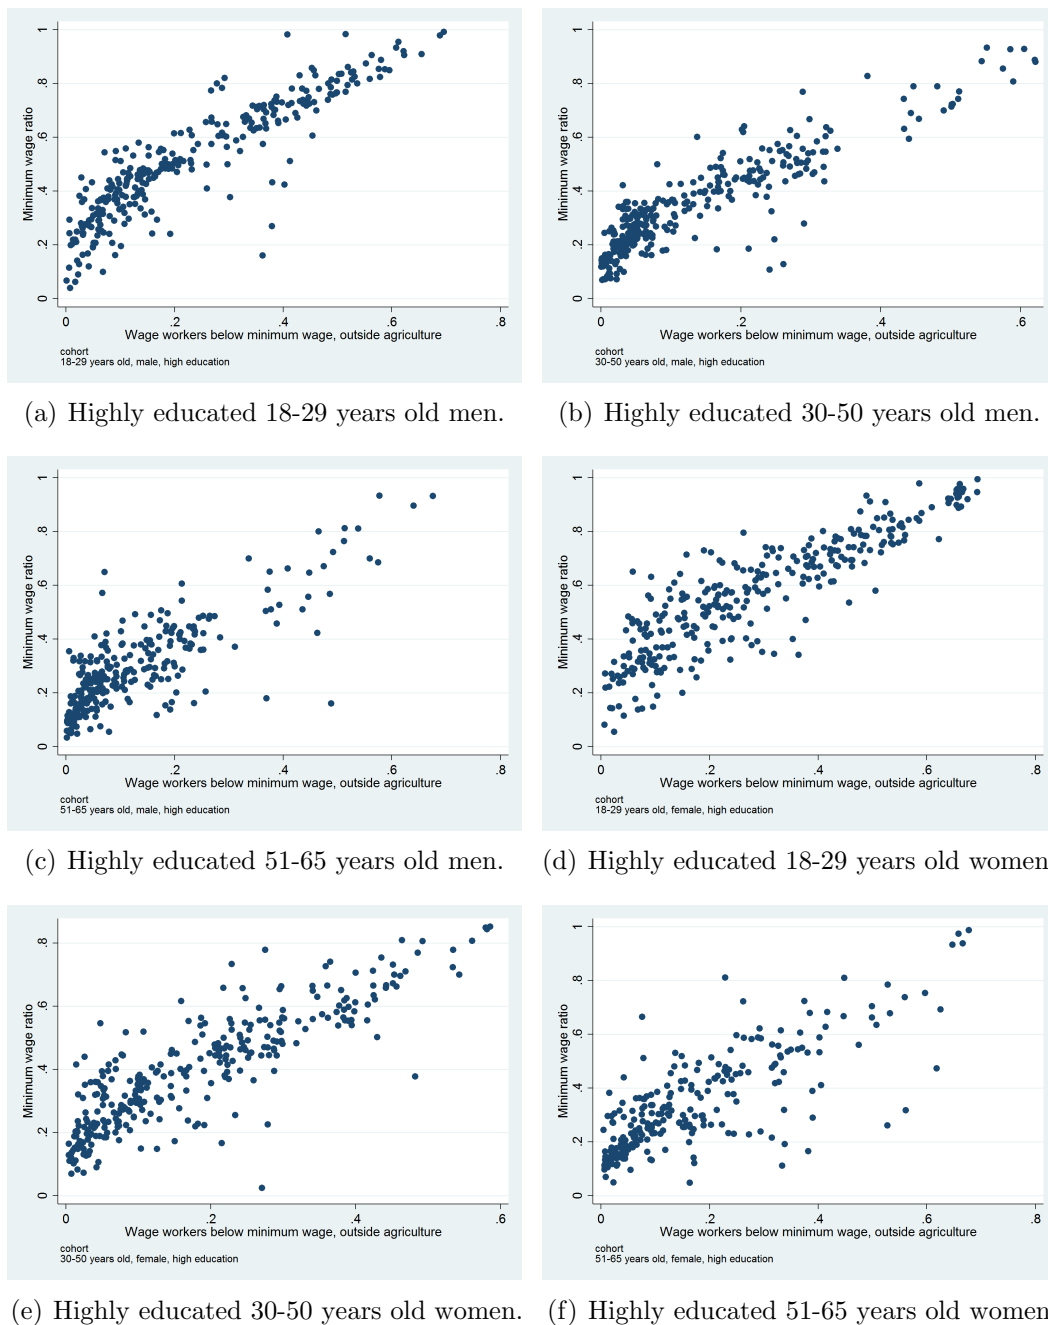 1
.8
.6
.4
.2
0
Minimum wage ratio
0 .2 .4 .6 .8
Wage workers below minimum wage, outside agriculture
cohort
18-29 years old, male, high education
(a) Highly educated 18-29 years old men.
1
.8
.6
.4
.2
0
Minimum wage ratio
0 .2 .4 .6
Wage workers below minimum wage, outside agriculture
cohort
30-50 years old, male, high education
(b) Highly educated 30-50 years old men.
1
.8
.6
.4
.2
0
Minimum wage ratio
0 .2 .4 .6 .8
Wage workers below minimum wage, outside agriculture
cohort
51-65 years old, male, high education
(c) Highly educated 51-65 years old men.
1
.8
.6
.4
.2
0
Minimum wage ratio
0 .2 .4 .6 .8
Wage workers below minimum wage, outside agriculture
cohort
18-29 years old, female, high education
(d) Highly educated 18-29 years old women
.8
.6
.4
.2
0
Minimum wage ratio
0 .2 .4 .6
Wage workers below minimum wage, outside agriculture
cohort
30-50 years old, female, high education
(e) Highly educated 30-50 years old women.
1
.8
.6
.4
.2
0
Minimum wage ratio
0 .2 .4 .6 .8
Wage workers below minimum wage, outside agriculture
cohort
51-65 years old, female, high education
(f) Highly educated 51-65 years old women